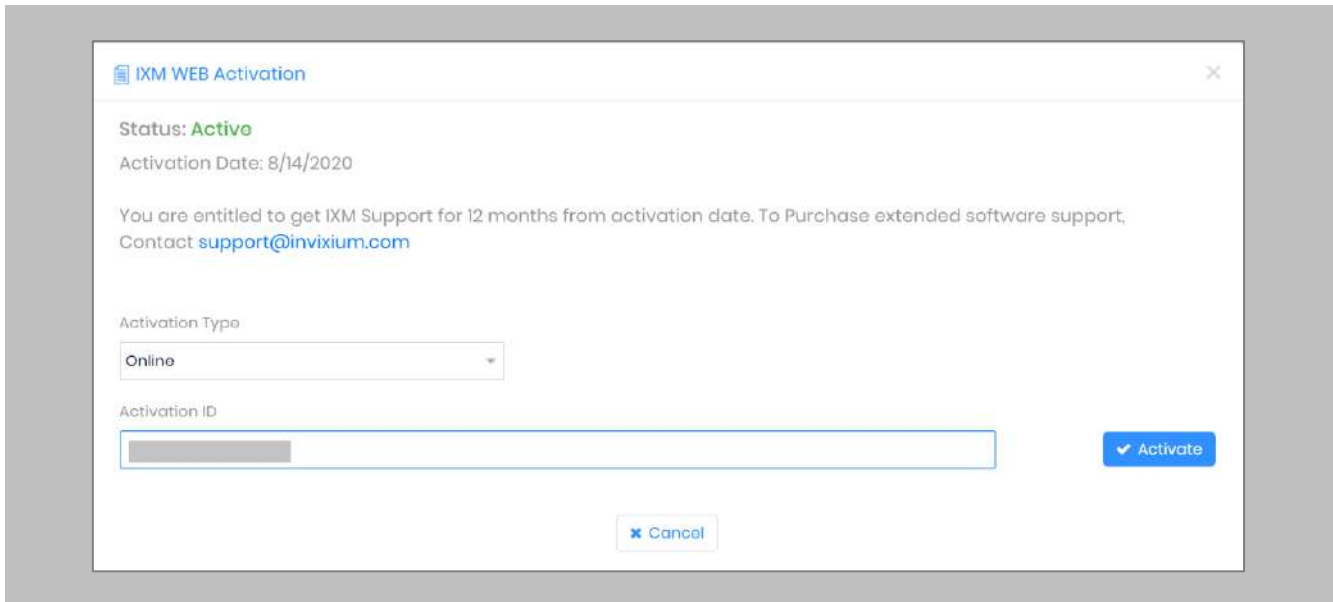 IXM WEB Activation
Status: Active
Activation Date: 8/14/2020
You are entitled to get IXM Support for 12 months from activation date. To Purchase extended software support,
Contact support@invixium.com
Activation Type
Online
Activation ID
Activate
Cancel